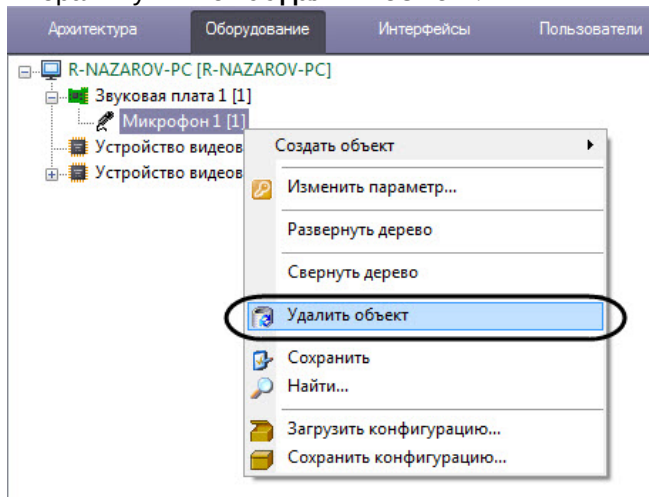 Архитектура Оборудование Интерфейсы Пользователи
R-NAZAROV-PC [R-NAZAROV-PC]
Звуковая плата 1 [1]
Микрофон 1 [1]
Устройство видеов
Устройство видеов
Создать объект
Изменить параметр...
Развернуть дерево
Свернуть дерево
Удалить объект
Сохранить
Найти...
Загрузить конфигурацию...
Сохранить конфигурацию...